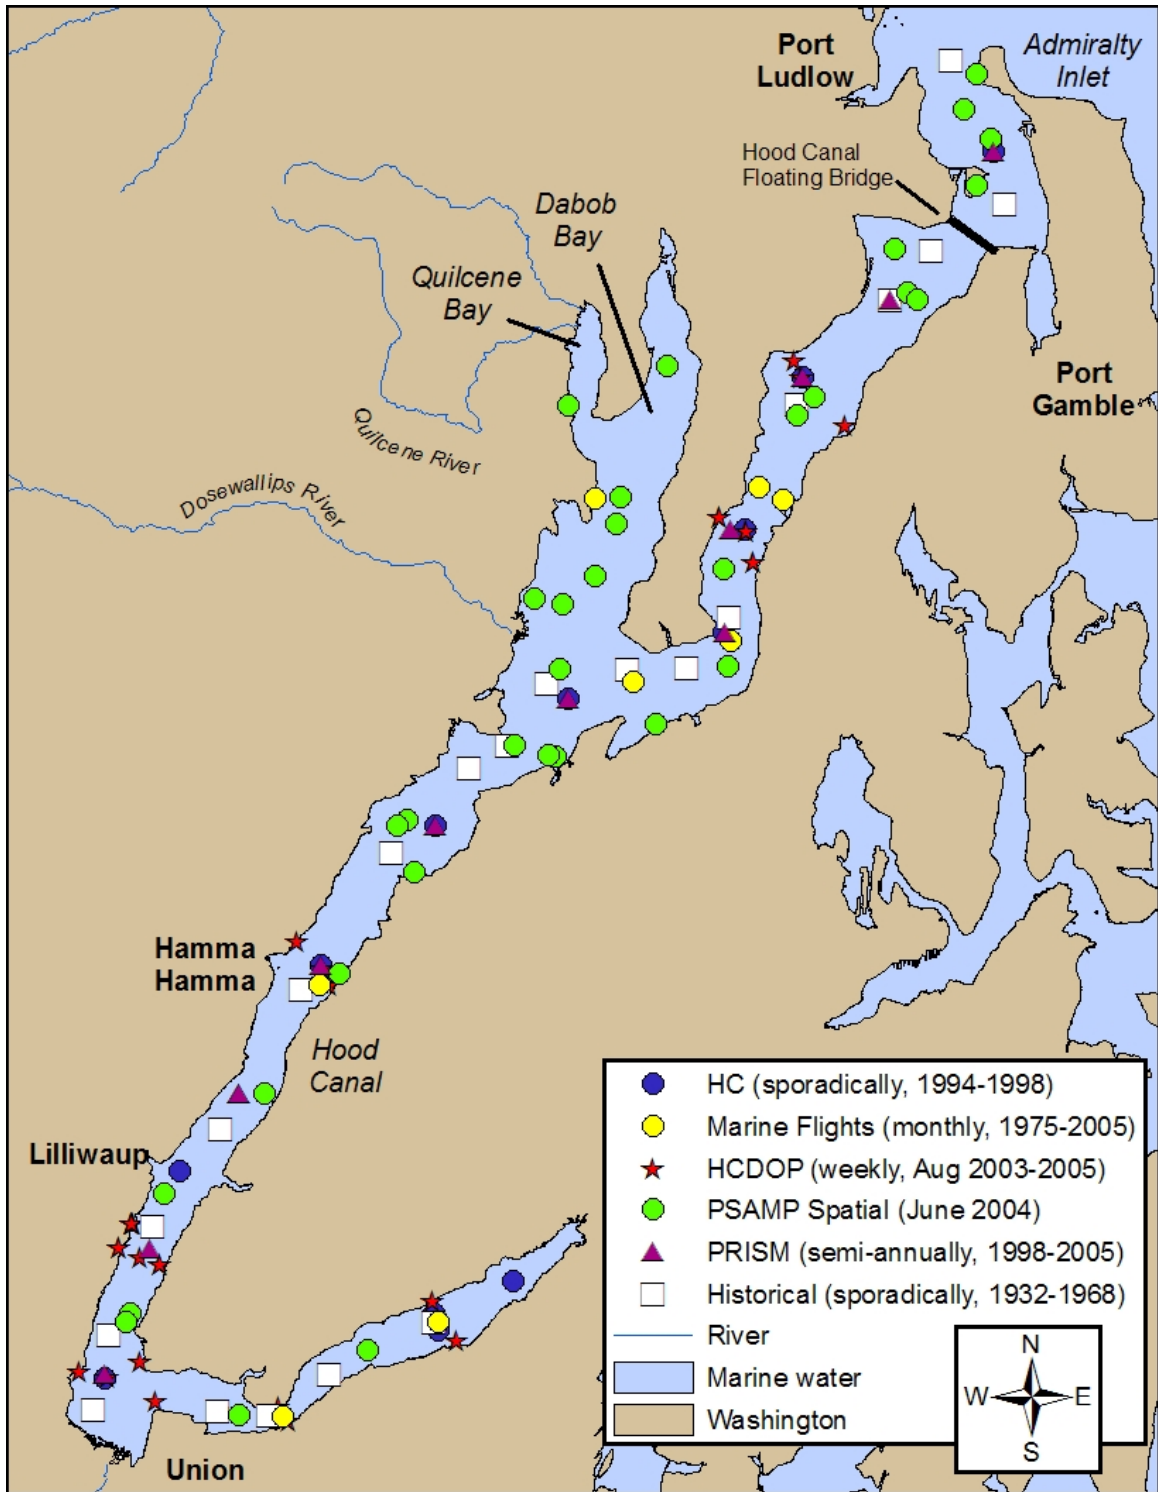 Port
Ludlow
Admiralty
Inlet
Hood Canal
Floating Bridge
Dabob
Bay
Quilcene
Bay
Port
Gamble
Quilcene River
Dosewallips River
Hamma
Hamma
Hood
Canal
Lilliwaup
Union
HC (sporadically, 1994-1998)
Marine Flights (monthly, 1975-2005)
HCDOP (weekly, Aug 2003-2005)
PSAMP Spatial (June 2004)
PRISM (semi-annually, 1998-2005)
Historical (sporadically, 1932-1968)
River
Marine water
Washington
N
W E
S